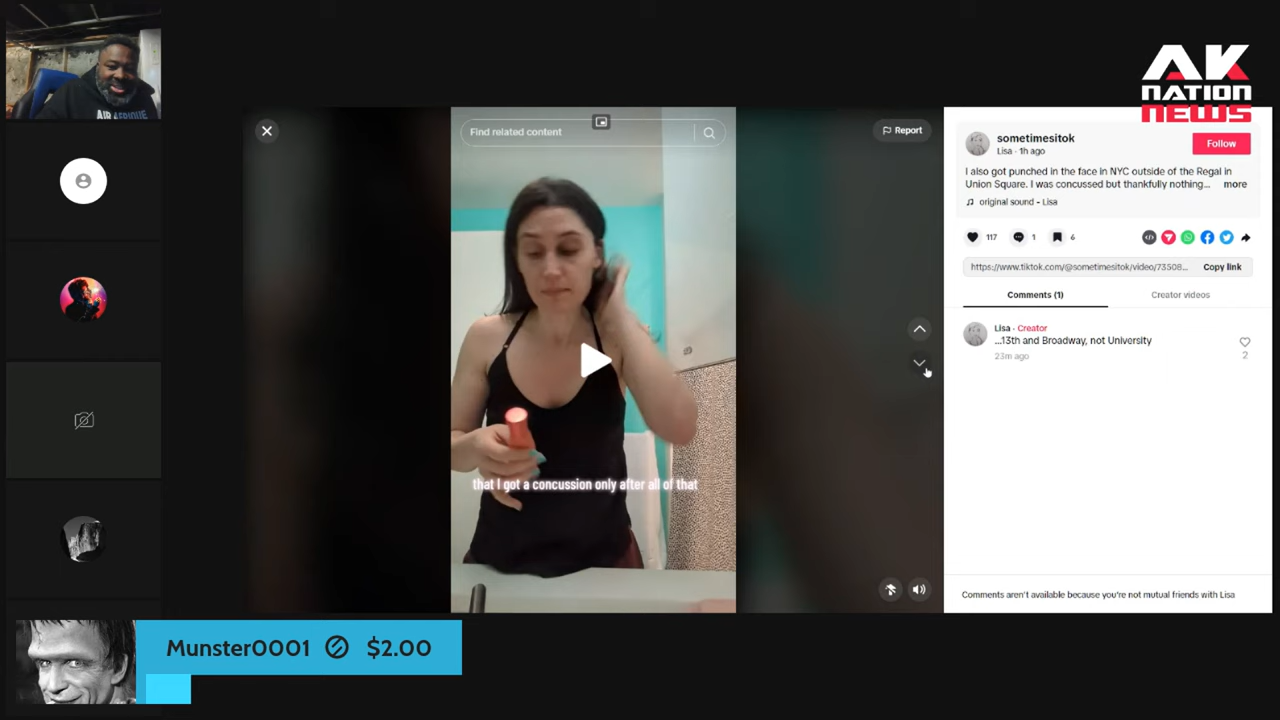 AIR AFRIQUE
AK
NATION
NEWS
Find related content
Report
sometimesitok
Lisa · 1h ago
Follow
I also got punched in the face in NYC outside of the Regal in
Union Square. I was concussed but thankfully nothing... more
original sound - Lisa
117
1
6
https://www.tiktok.com/@sometimesitok/video/73508...
Copy link
Comments (1)
Creator videos
Lisa · Creator
...13th and Broadway, not University
23m ago
2
that I got a concussion only after all of that
Comments aren't available because you're not mutual friends with Lisa
Munster0001 $2.00